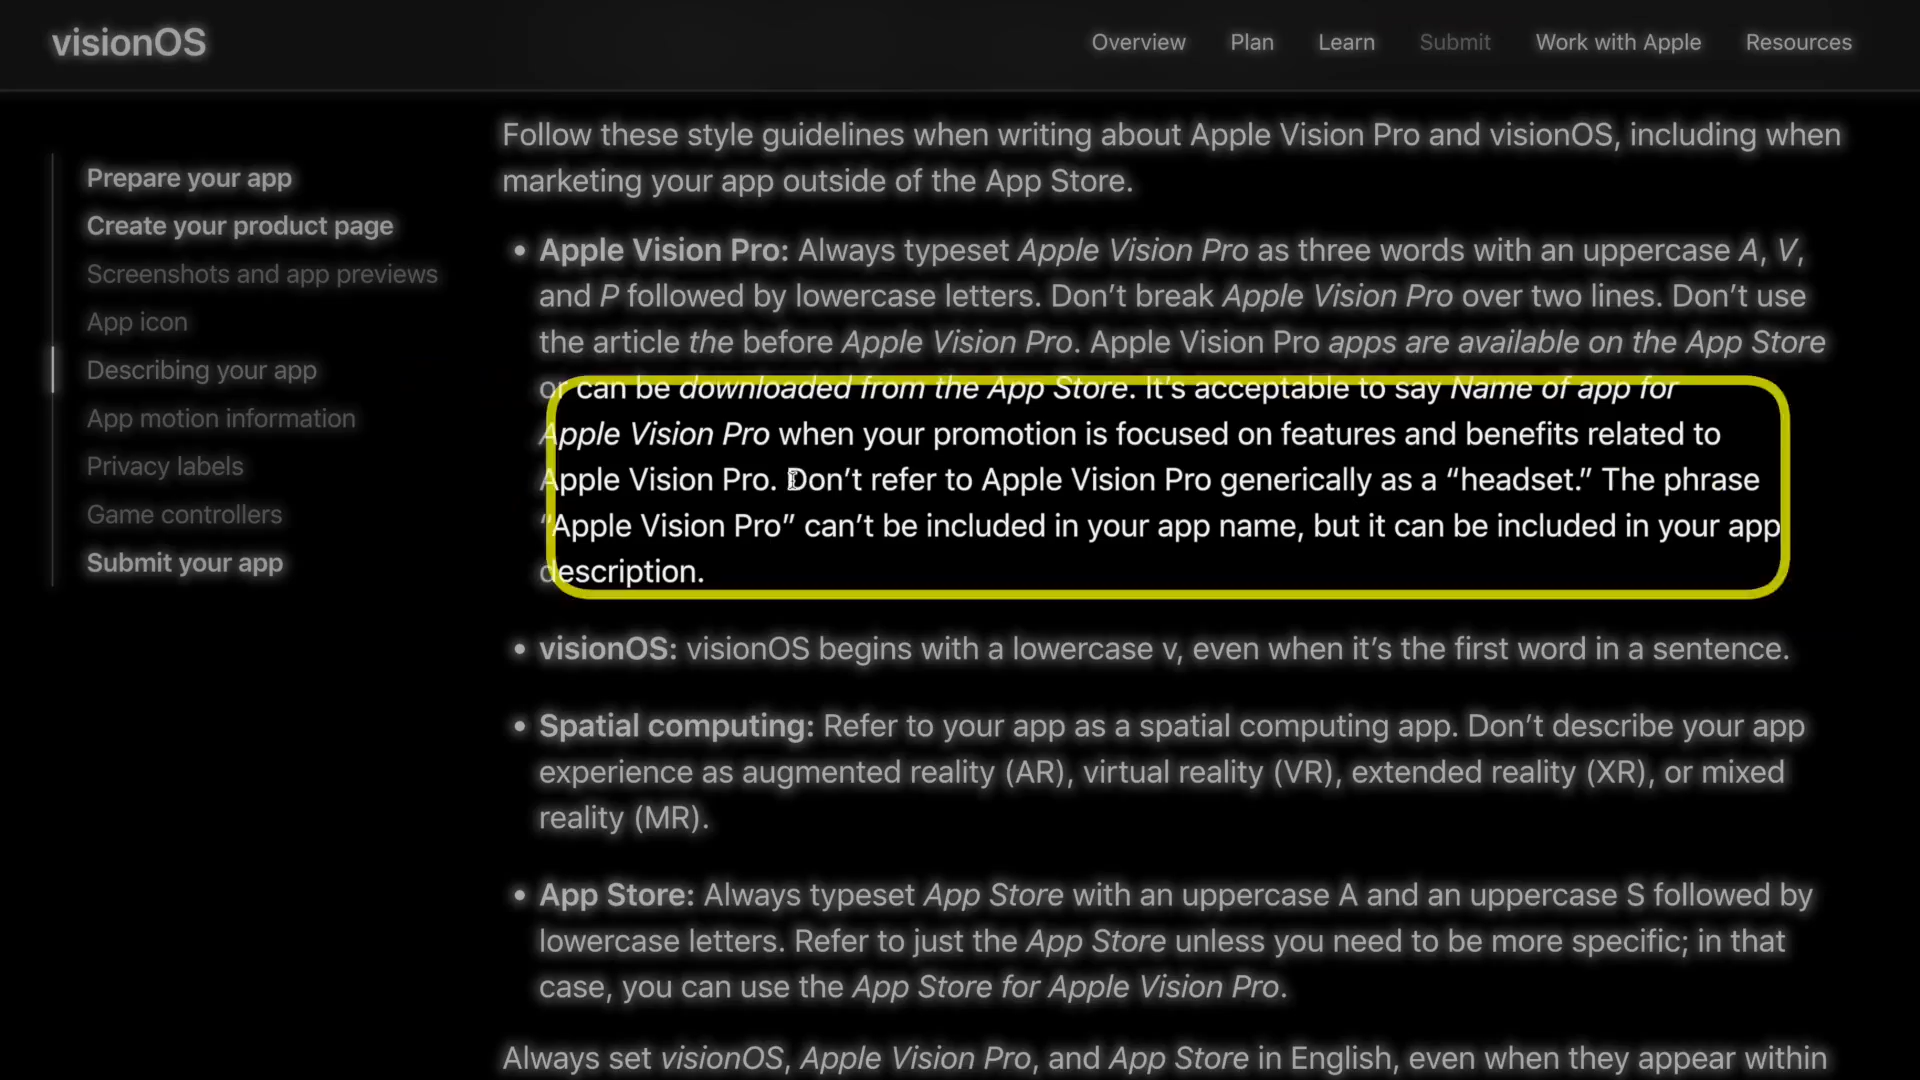 visionOS
Overview
Plan
Learn
Submit
Work with Apple
Resources
Prepare your app
Create your product page
Screenshots and app previews
App icon
Describing your app
App motion information
Privacy labels
Game controllers
Submit your app
Follow these style guidelines when writing about Apple Vision Pro and visionOS, including when
marketing your app outside of the App Store.
• Apple Vision Pro: Always typeset Apple Vision Pro as three words with an uppercase A, V,
and P followed by lowercase letters. Don’t break Apple Vision Pro over two lines. Don’t use
the article the before Apple Vision Pro. Apple Vision Pro apps are available on the App Store
or can be downloaded from the App Store. It’s acceptable to say Name of app for
Apple Vision Pro when your promotion is focused on features and benefits related to
Apple Vision Pro. Don’t refer to Apple Vision Pro generically as a “headset.” The phrase
“Apple Vision Pro” can’t be included in your app name, but it can be included in your app
description.
• visionOS: visionOS begins with a lowercase v, even when it’s the first word in a sentence.
• Spatial computing: Refer to your app as a spatial computing app. Don’t describe your app
experience as augmented reality (AR), virtual reality (VR), extended reality (XR), or mixed
reality (MR).
• App Store: Always typeset App Store with an uppercase A and an uppercase S followed by
lowercase letters. Refer to just the App Store unless you need to be more specific; in that
case, you can use the App Store for Apple Vision Pro.
Always set visionOS, Apple Vision Pro, and App Store in English, even when they appear within